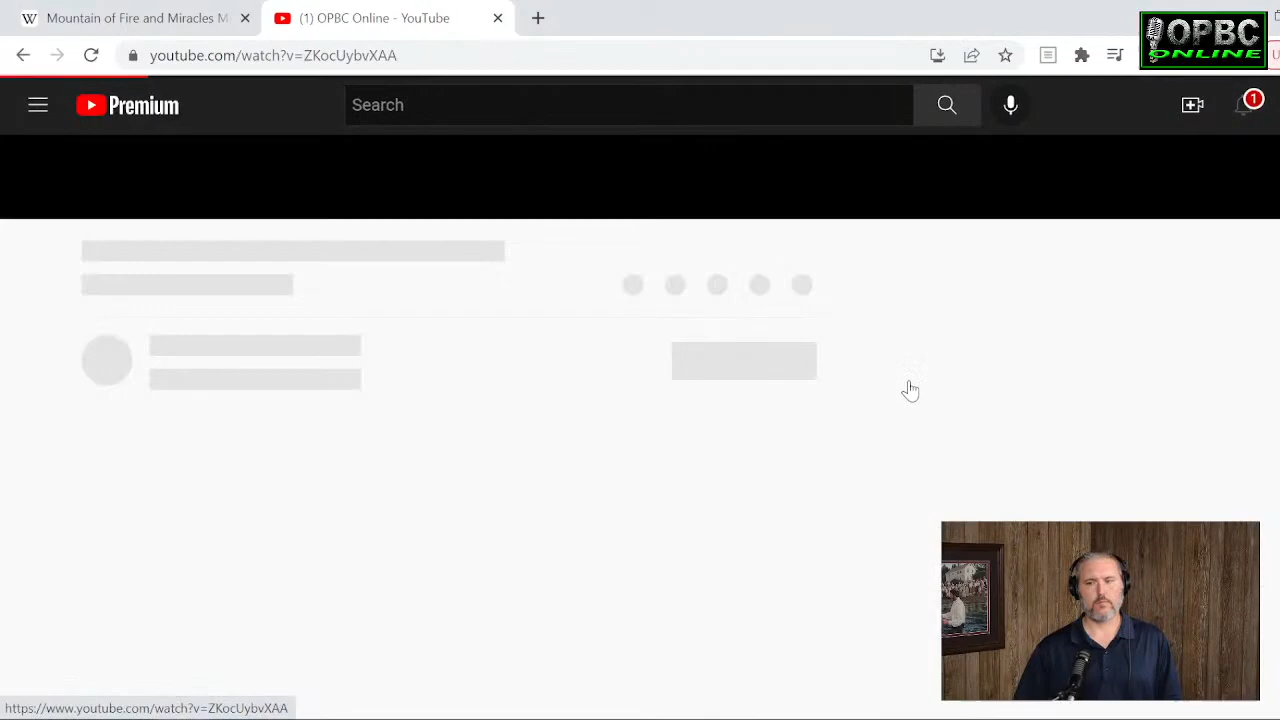 Mountain of Fire and Miracles M
(1) OPBC Online - YouTube
OPBC
ONLINE
youtube.com/watch?v=ZKocUybvXAA
Premium
Search
1
https://www.youtube.com/watch?v=ZKocUybvXAA